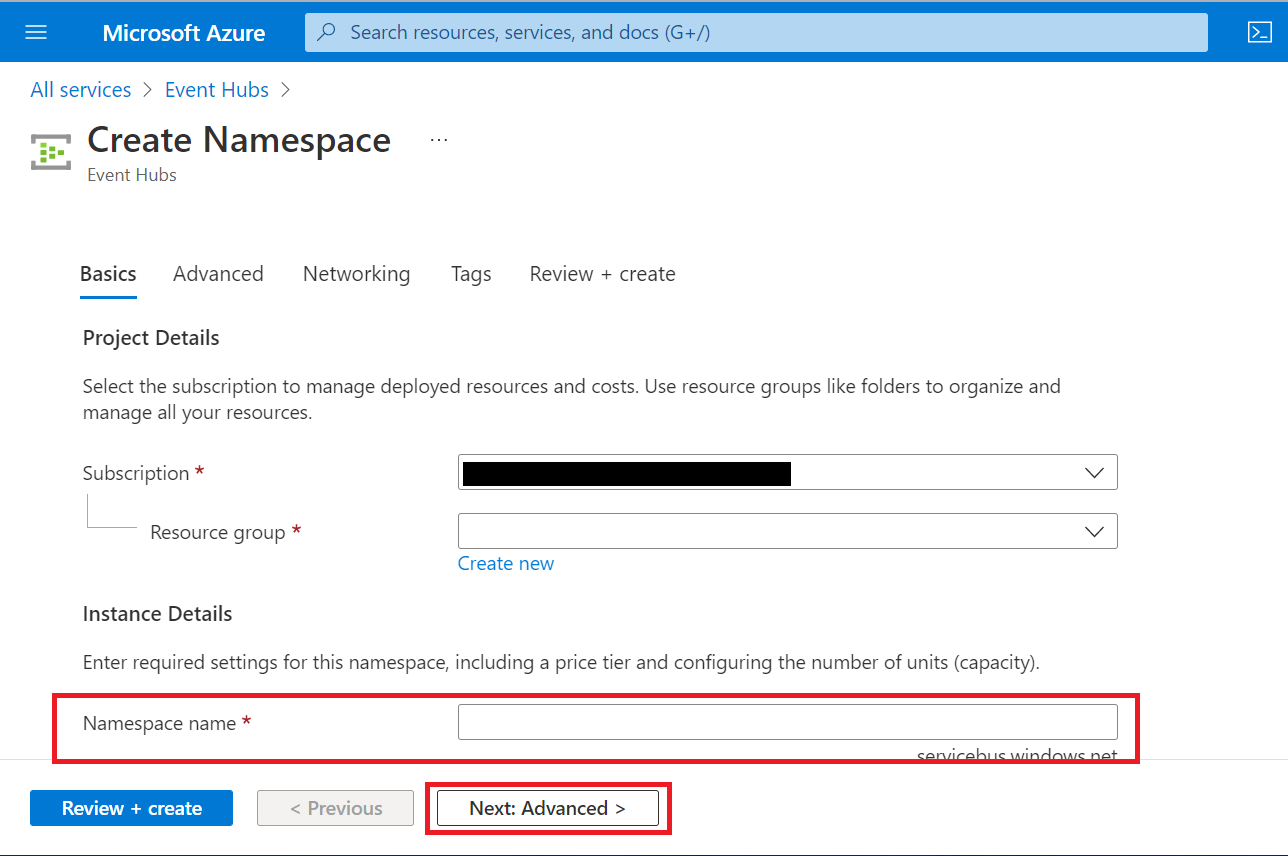 Microsoft Azure
Search resources, services, and docs (G+/)
All services > Event Hubs >
Create Namespace ...
Event Hubs
Basics Advanced Networking Tags Review + create
Project Details
Select the subscription to manage deployed resources and costs. Use resource groups like folders to organize and
manage all your resources.
Subscription *
Resource group *
Create new
Instance Details
Enter required settings for this namespace, including a price tier and configuring the number of units (capacity).
Namespace name *
servicebus.windows.net
Review + create
< Previous
Next: Advanced >